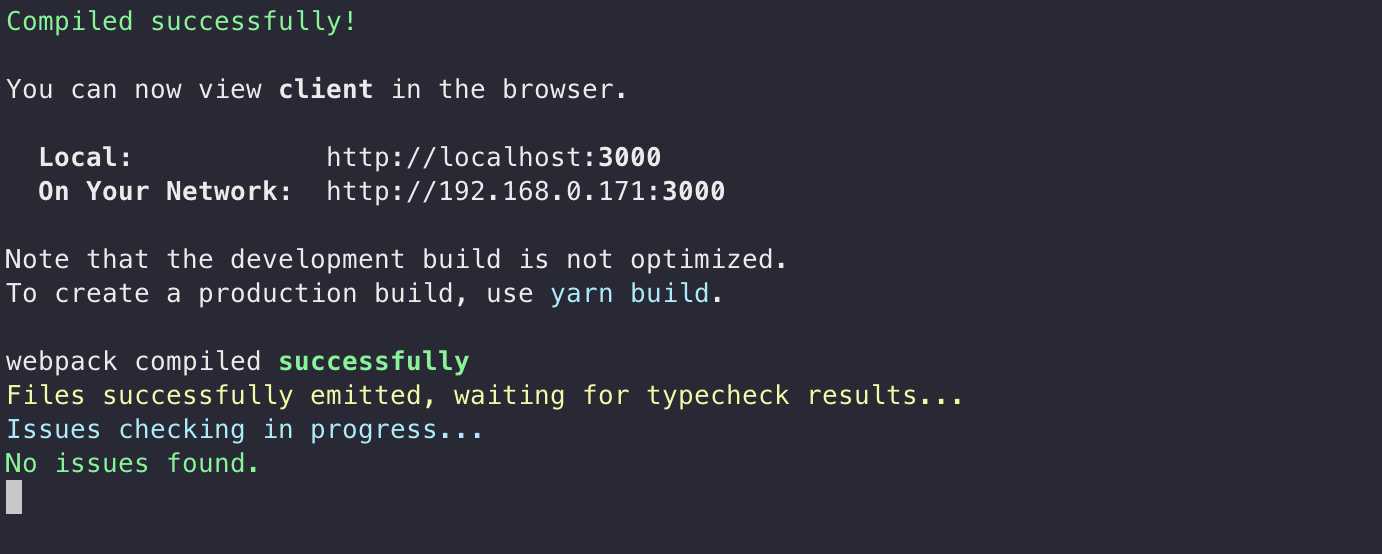 Compiled successfully!
You can now view client in the browser.
Local: http://localhost:3000
On Your Network: http://192.168.0.171:3000
Note that the development build is not optimized.
To create a production build, use yarn build.
webpack compiled successfully
Files successfully emitted, waiting for typecheck results...
Issues checking in progress...
No issues found.